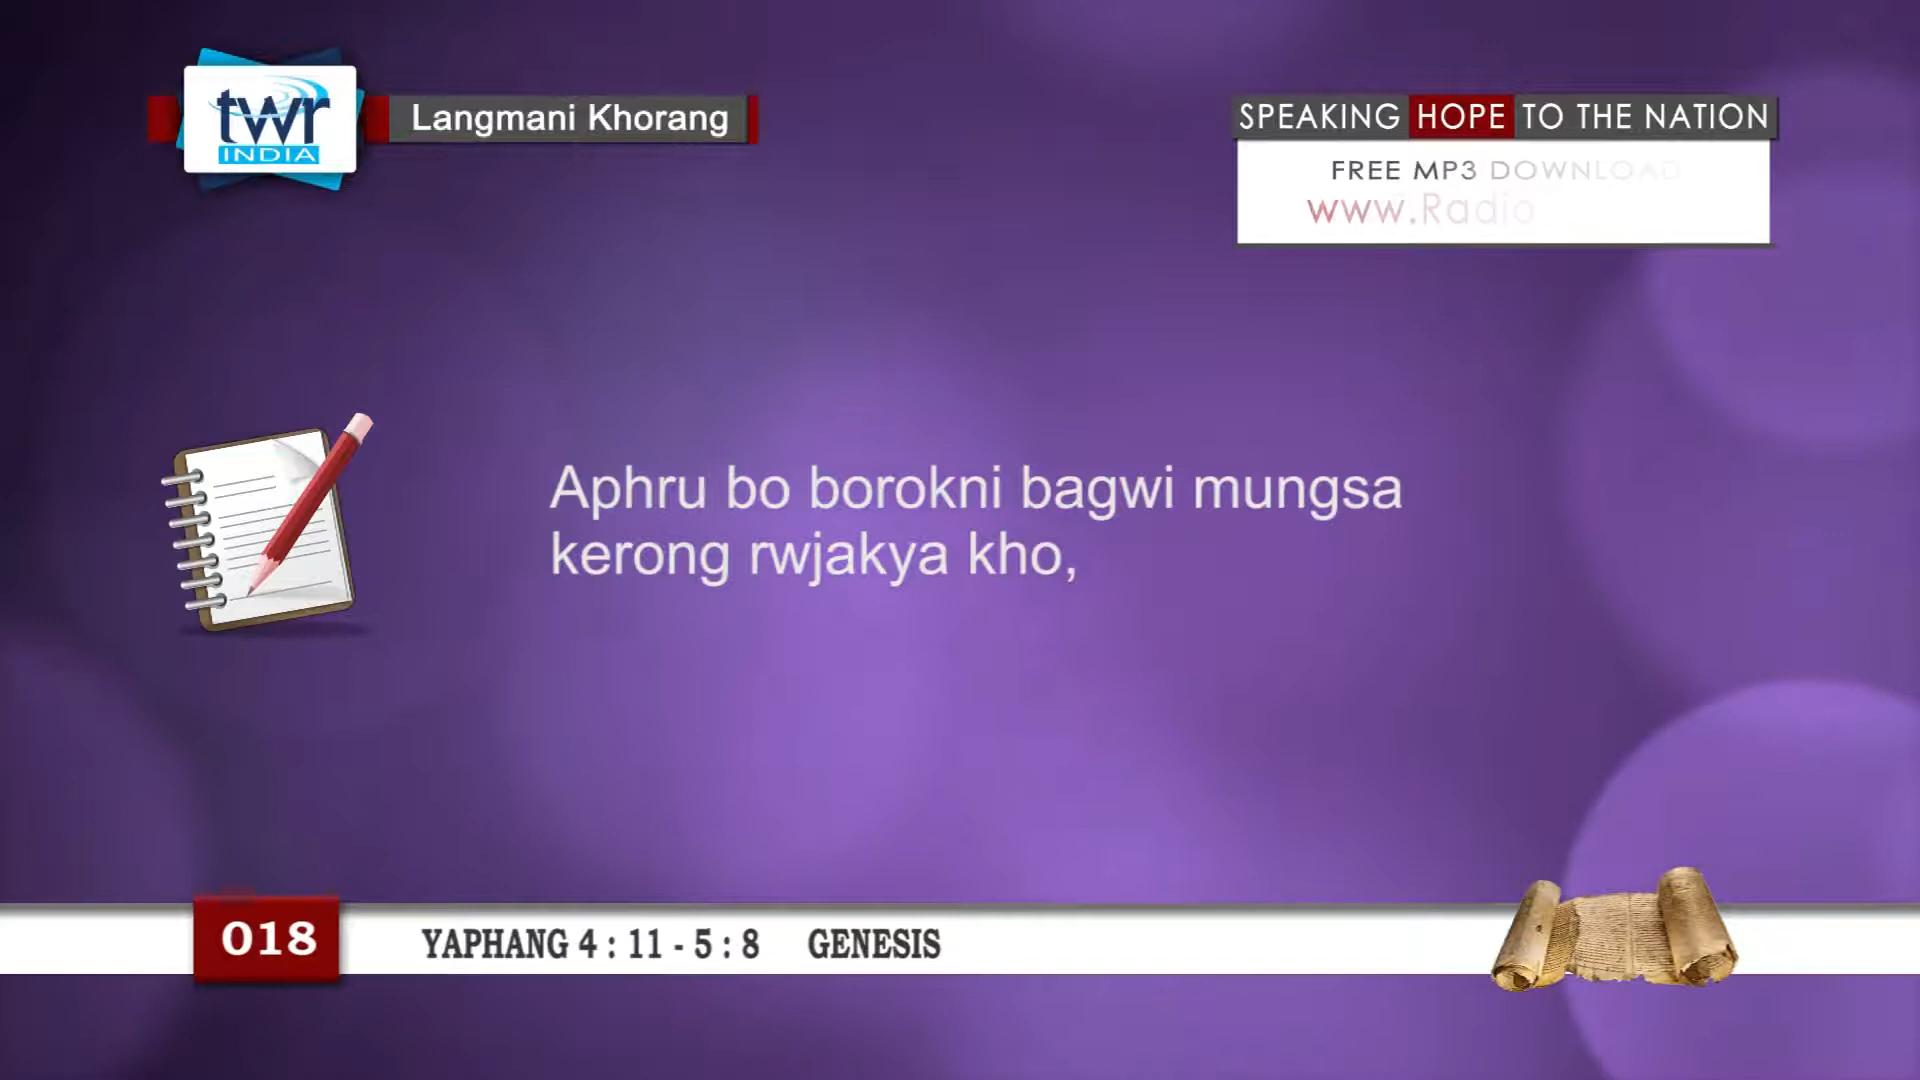 twr
INDIA
Langmani Khorang
SPEAKING HOPE TO THE NATION
FREE MP3 DOWNLOAD
www.Radio
Aphru bo borokni bagwi mungsa
kerong rwjakya kho,
018
YAPHANG 4 : 11 - 5 : 8 GENESIS